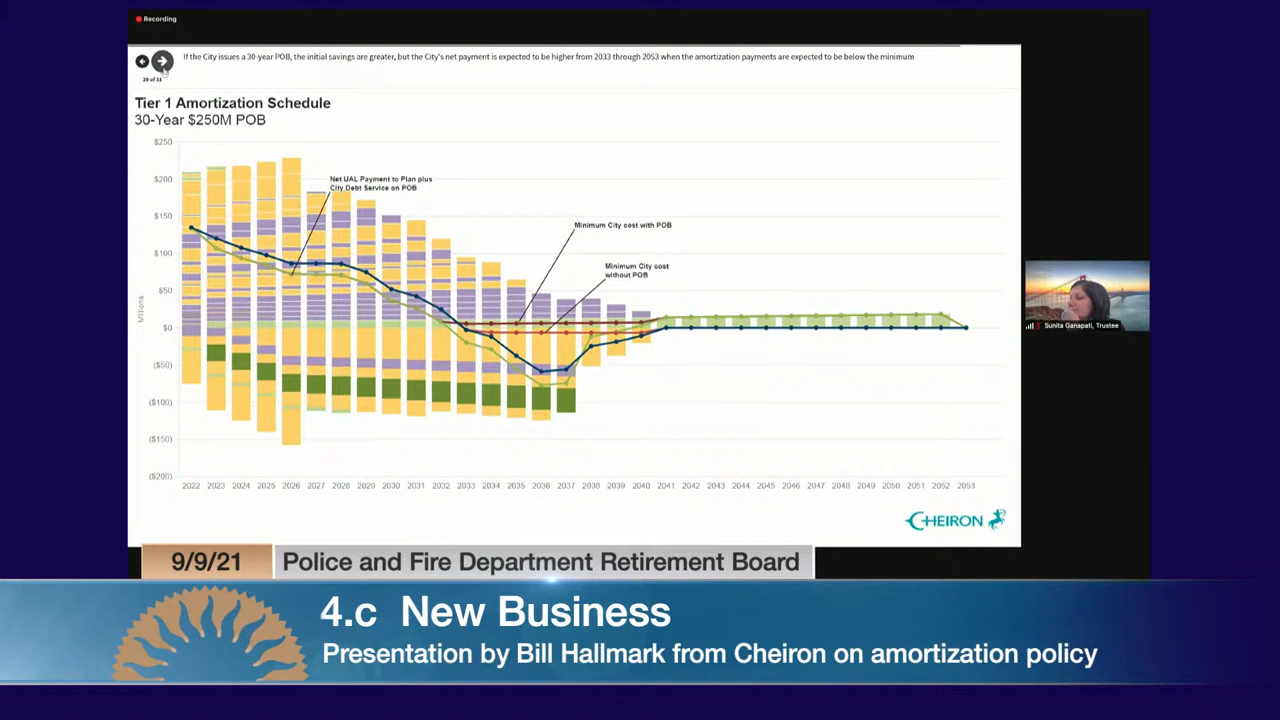 Recording
If the City issues a 30-year POB, the initial savings are greater, but the City's net payment is expected to be higher from 2033 through 2053 when the amortization payments are expected to be below the minimum
29 of 31
Tier 1 Amortization Schedule
30-Year $250M POB
$250
$200
$150
$100
$50
$0
($50)
($100)
($150)
($200)
Millions
Net UAL Payment to Plan plus
City Debt Service on POB
Minimum City cost with POB
Minimum City cost
without POB
2022 2023 2024 2025 2026 2027 2028 2029 2030 2031 2032 2033 2034 2035 2036 2037 2038 2039 2040 2041 2042 2043 2044 2045 2046 2047 2048 2049 2050 2051 2052 2053
CHEIRON
Sunita Ganapati, Trustee
9/9/21 Police and Fire Department Retirement Board
4.c New Business
Presentation by Bill Hallmark from Cheiron on amortization policy